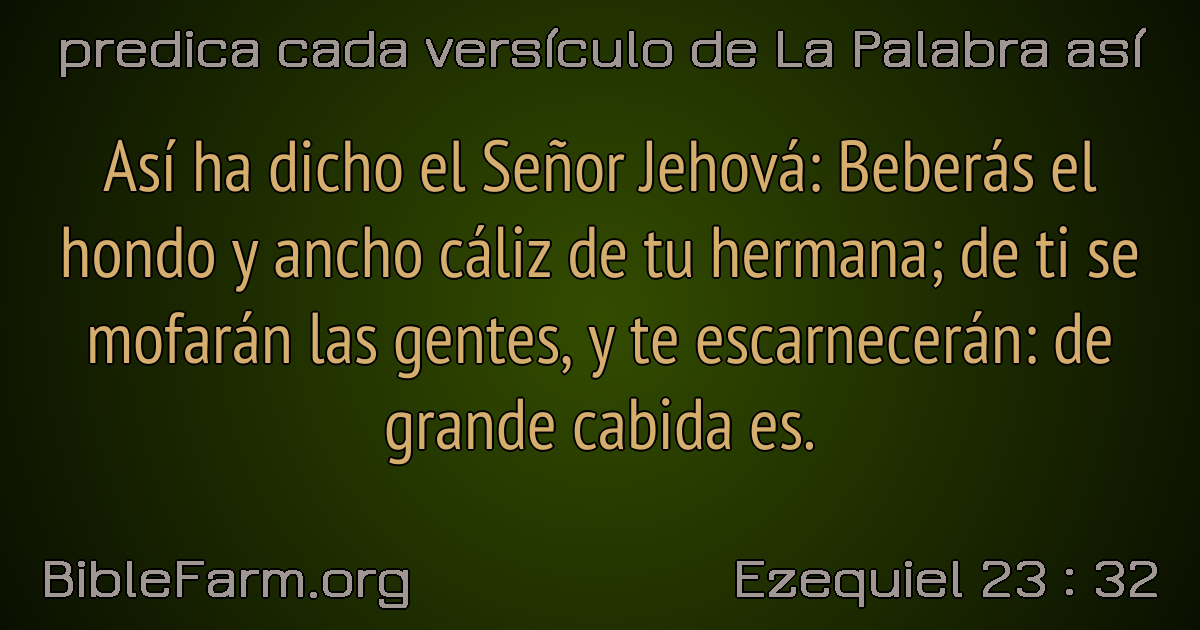 predica cada versículo de La Palabra así
Así ha dicho el Señor Jehová: Beberás el
hondo y ancho cáliz de tu hermana; de ti se
mofarán las gentes, y te escarnecerán: de
grande cabida es.
BibleFarm.org
Ezequiel 23 : 32